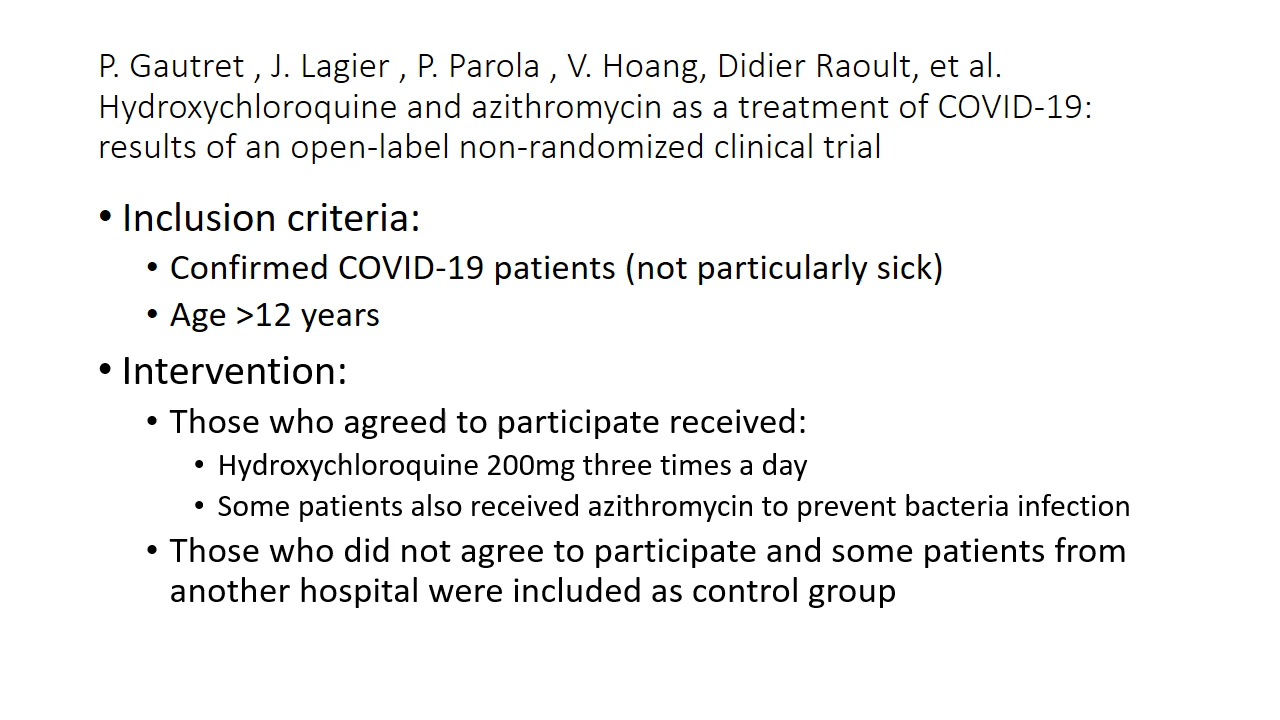 P. Gautret , J. Lagier , P. Parola , V. Hoang, Didier Raoult, et al.
Hydroxychloroquine and azithromycin as a treatment of COVID-19:
results of an open-label non-randomized clinical trial
• Inclusion criteria:
• Confirmed COVID-19 patients (not particularly sick)
• Age >12 years
• Intervention:
• Those who agreed to participate received:
• Hydroxychloroquine 200mg three times a day
• Some patients also received azithromycin to prevent bacteria infection
• Those who did not agree to participate and some patients from
another hospital were included as control group